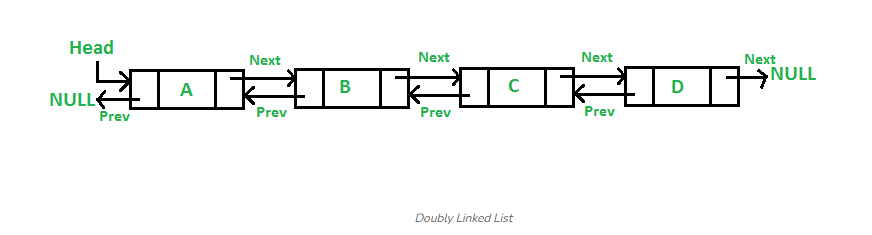 Head
Next
Next
Next
Next
NULL
A
B
C
D
NULL
Prev
Prev
Prev
Prev
Doubly Linked List